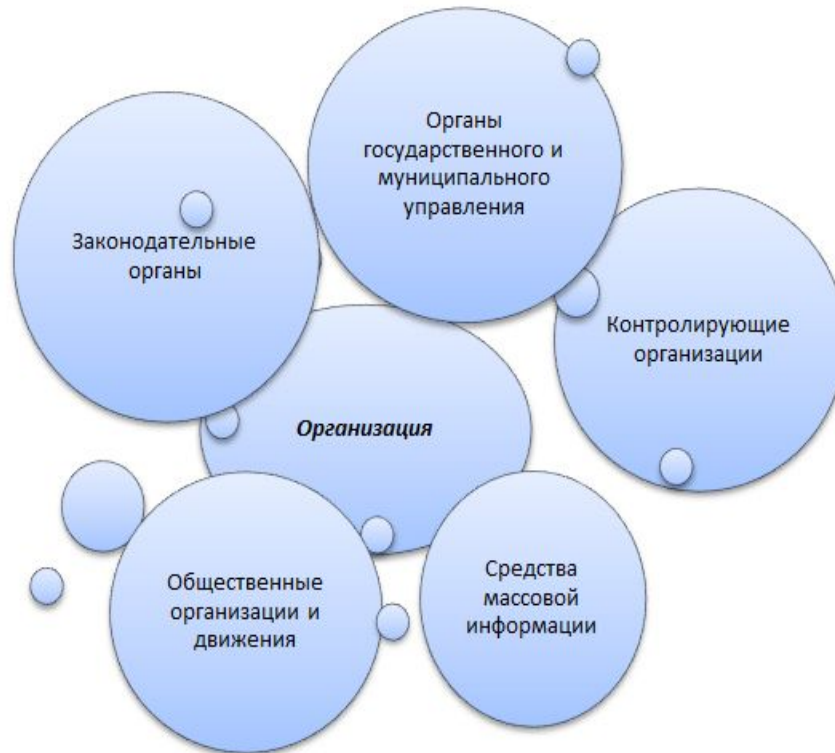 Органы
государственного и
муниципального
управления
Законодательные
органы
Контролирующие
организации
Организация
Общественные
организации и
движения
Средства
массовой
информации